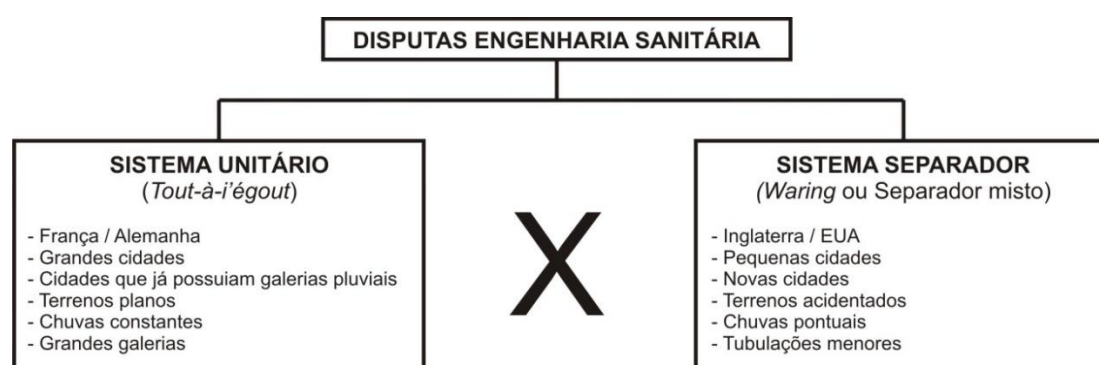 DISPUTAS ENGENHARIA SANITÁRIA
SISTEMA UNITÁRIO
(Tout-à-i'égout)
- França / Alemanha
- Grandes cidades
- Cidades que já possuiam galerias pluviais
- Terrenos planos
- Chuvas constantes
- Grandes galerias
X
SISTEMA SEPARADOR
(Waring ou Separador misto)
- Inglaterra / EUA
- Pequenas cidades
- Novas cidades
- Terrenos acidentados
- Chuvas pontuais
- Tubulações menores